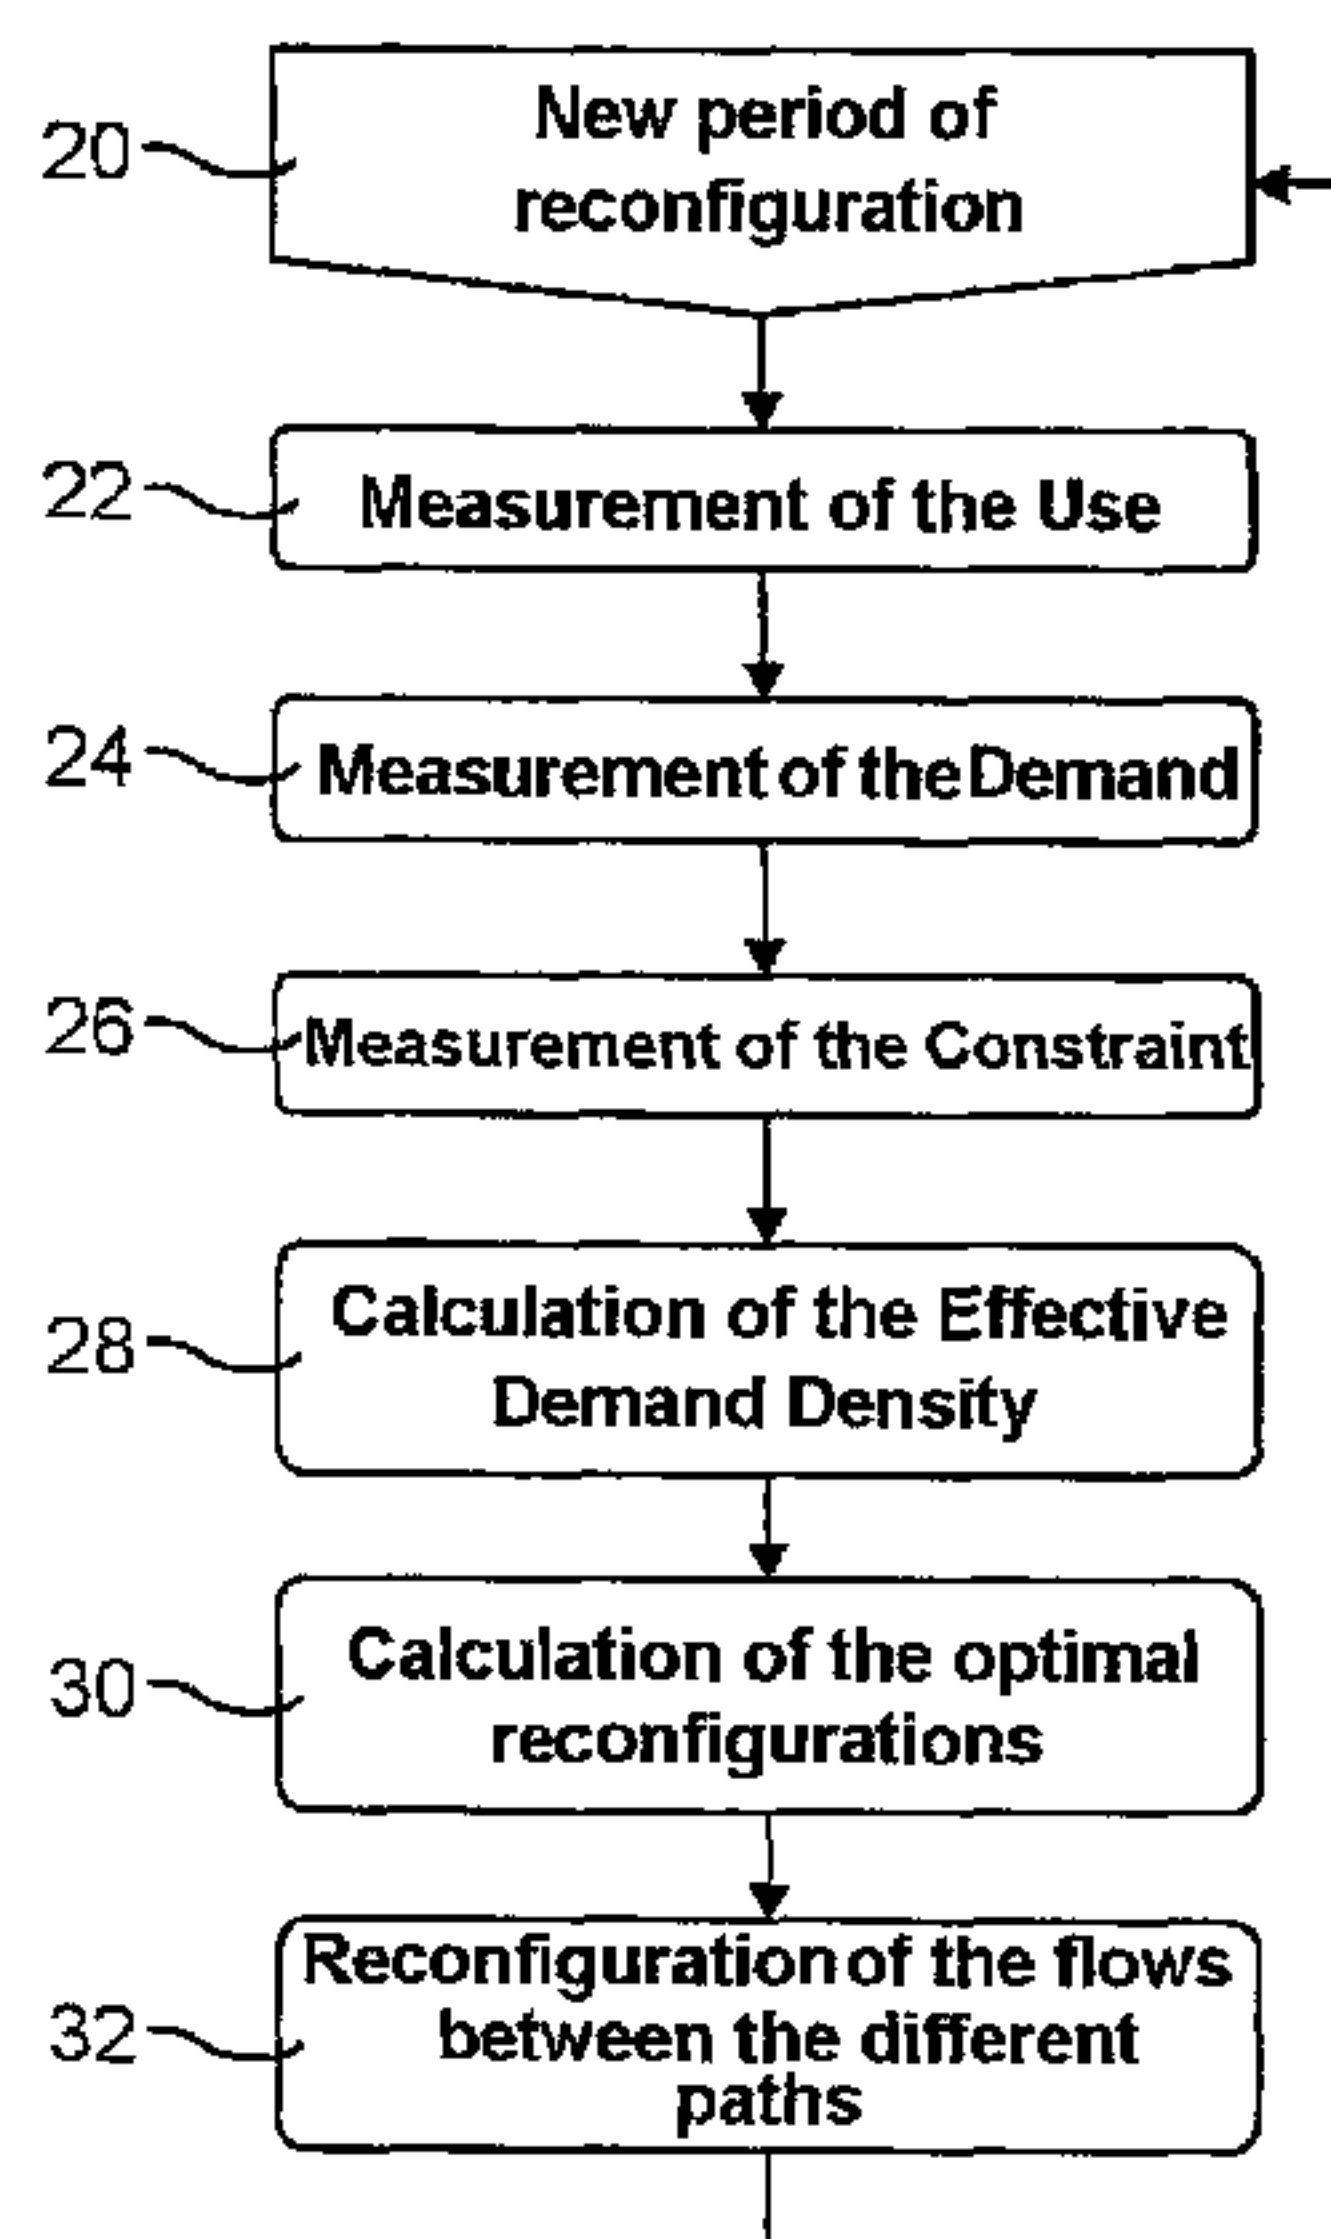 20
New period of
reconfiguration
22
Measurement of the Use
24
Measurement of the Demand
26
Measurement of the Constraint
28
Calculation of the Effective
Demand Density
30
Calculation of the optimal
reconfigurations
32
Reconfiguration of the flows
between the different
paths